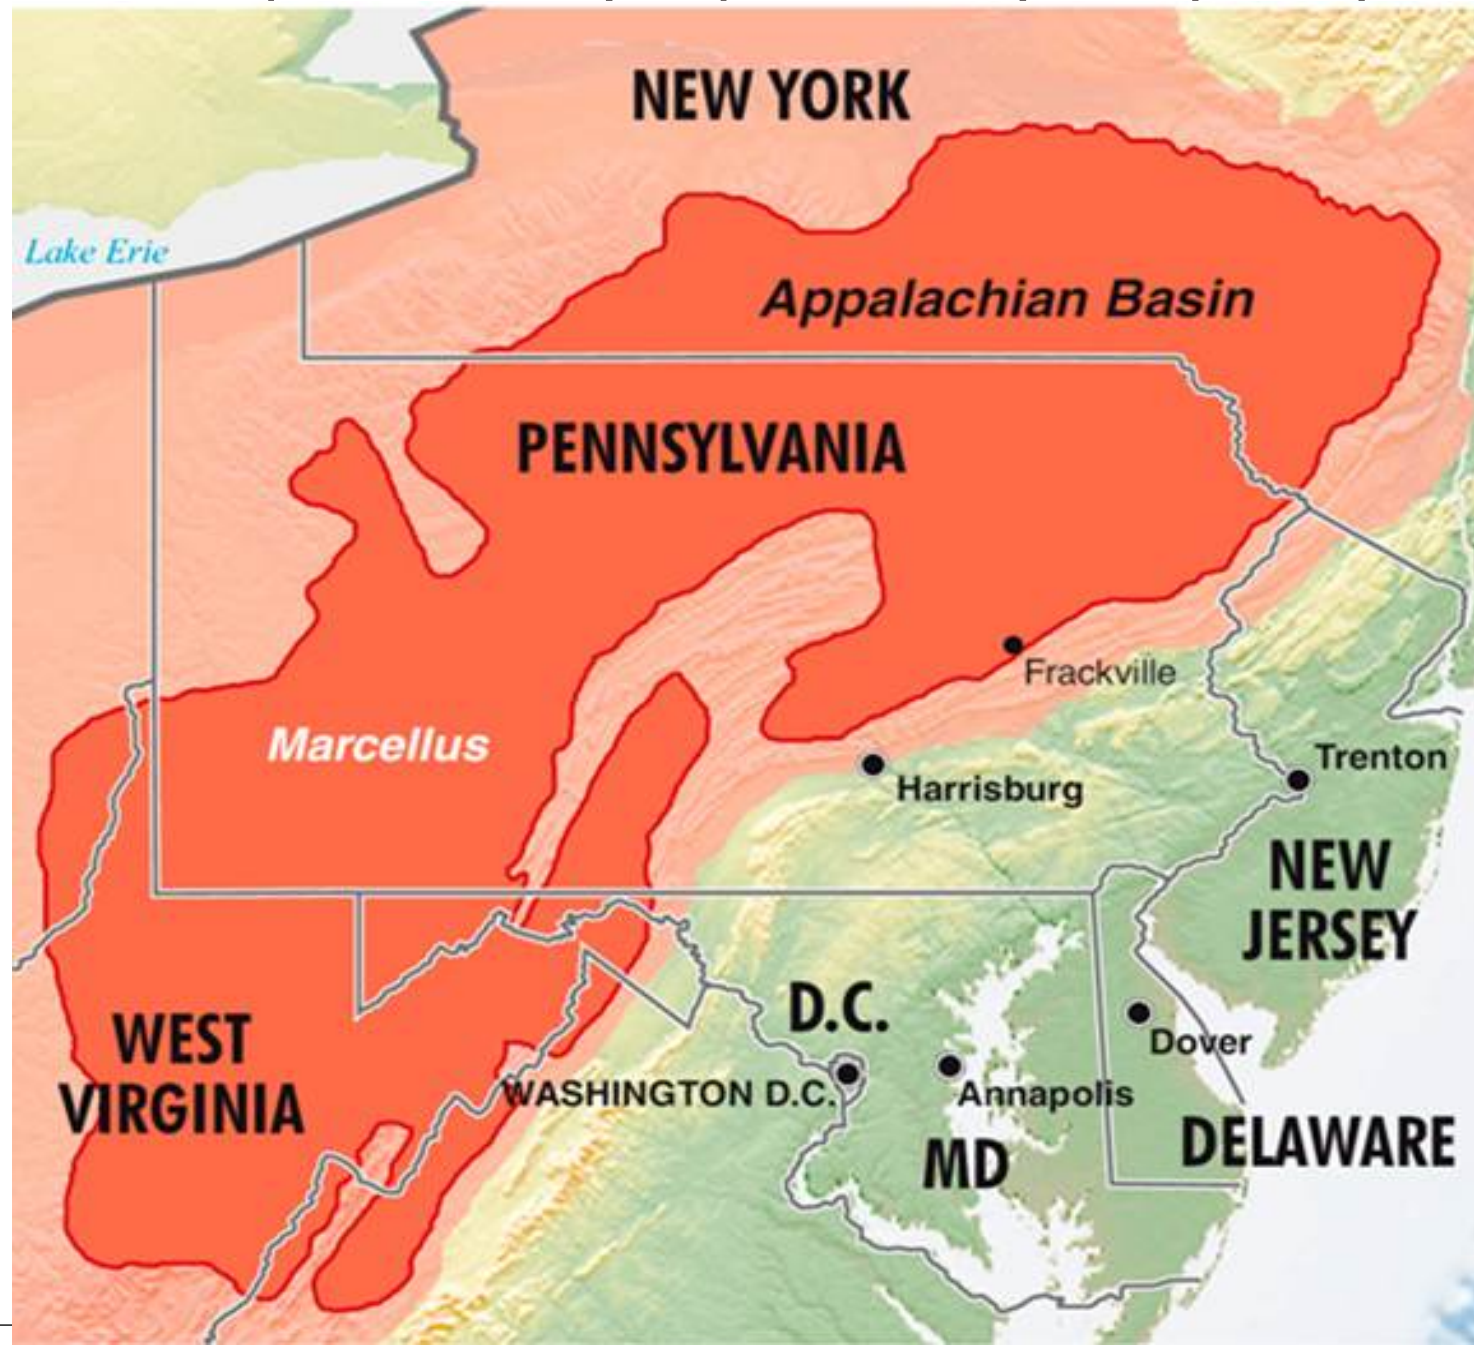 NEW YORK
Lake Erie
Appalachian Basin
PENNSYLVANIA
Frackville
Marcellus
Trenton
Harrisburg
NEW
JERSEY
D.C.
WEST
VIRGINIA
Dover
WASHINGTON D.C.
Annapolis
DELAWARE
MD